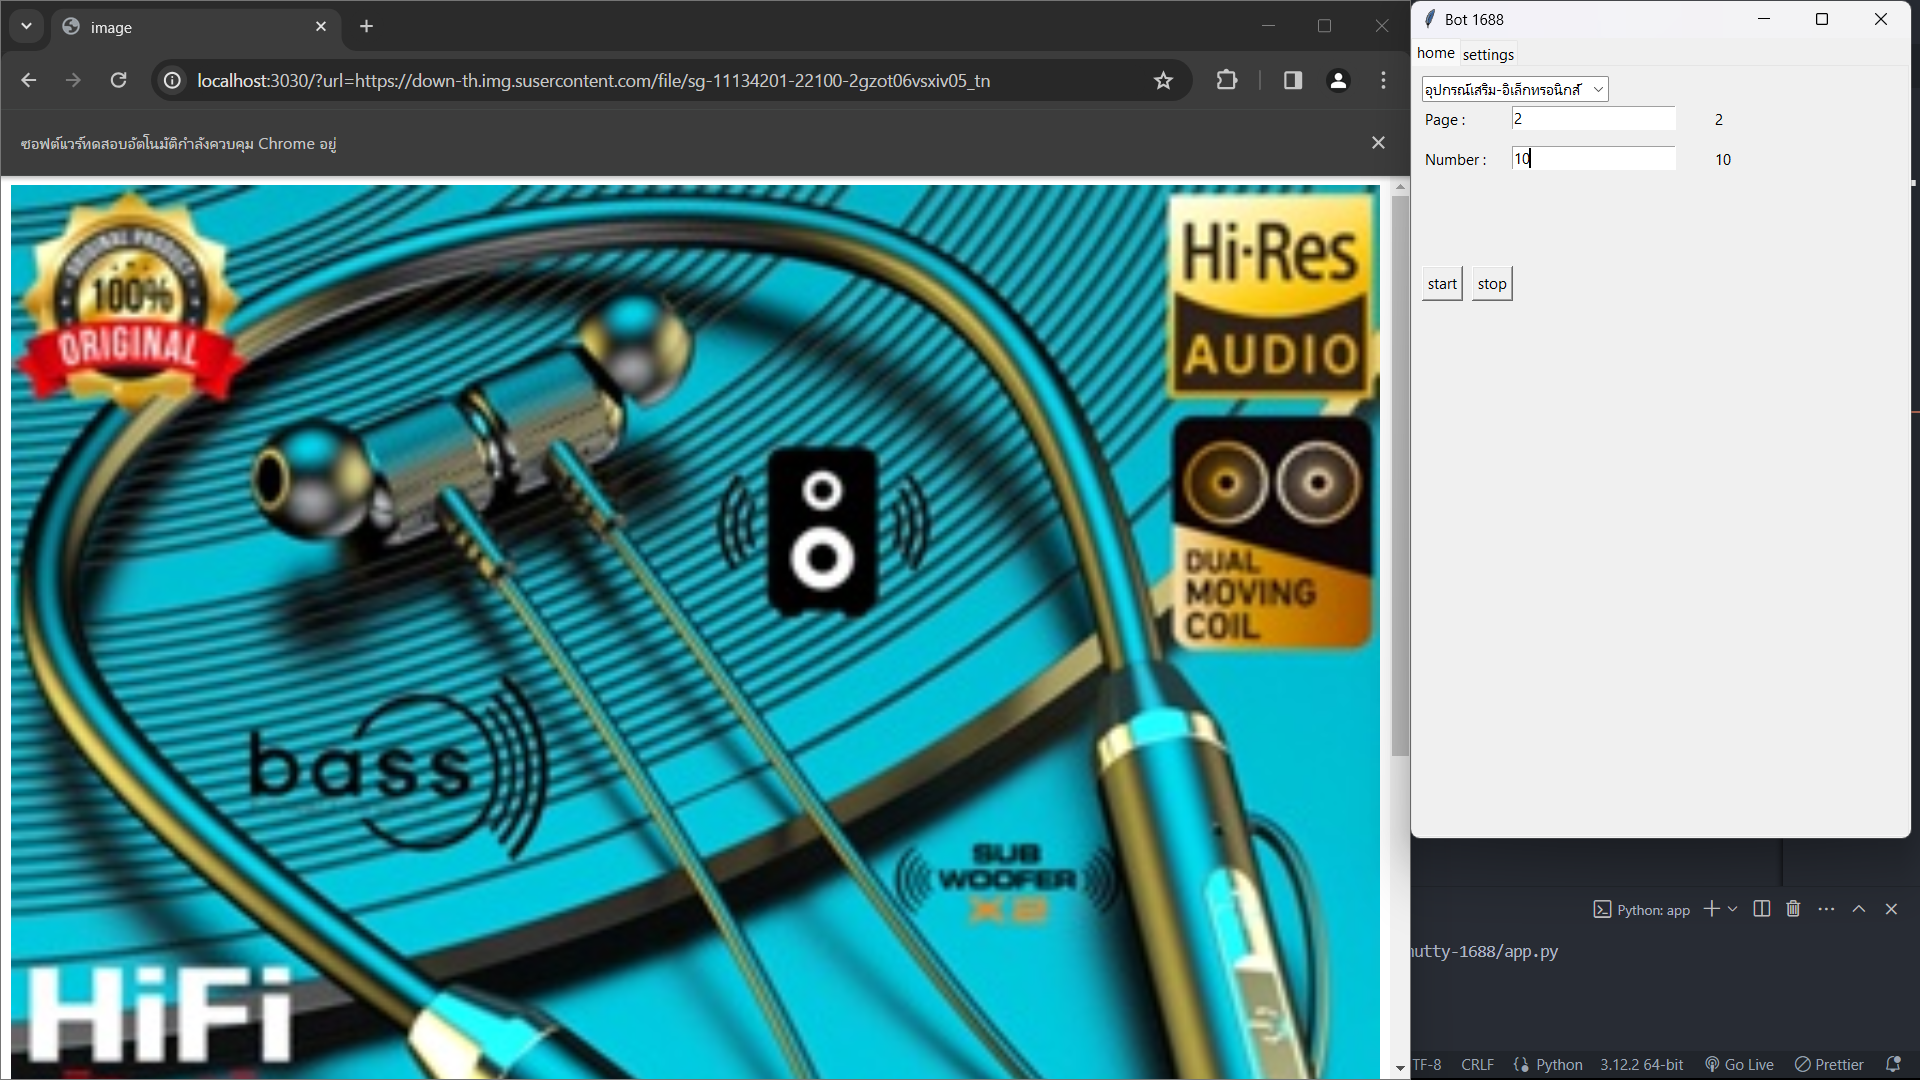 image
localhost:3030/?url=https://down-th.img.susercontent.com/file/sg-11134201-22100-2gzot06vsxiv05_tn
ซอฟต์แวร์ทดสอบอัตโนมัติกำลังควบคุม Chrome อยู่
ORIGINAL PRODUCT
100%
ORIGINAL
Hi-Res
AUDIO
DUAL
MOVING
COIL
bass
SUB
WOOFER
X2
HiFi
Bot 1688
home
settings
อุปกรณ์เสริม-อิเล็กทรอนิกส์
Page :
2
2
Number :
10
10
start
stop
Python: app
nutty-1688/app.py
TF-8
CRLF
Python
3.12.2 64-bit
Go Live
Prettier